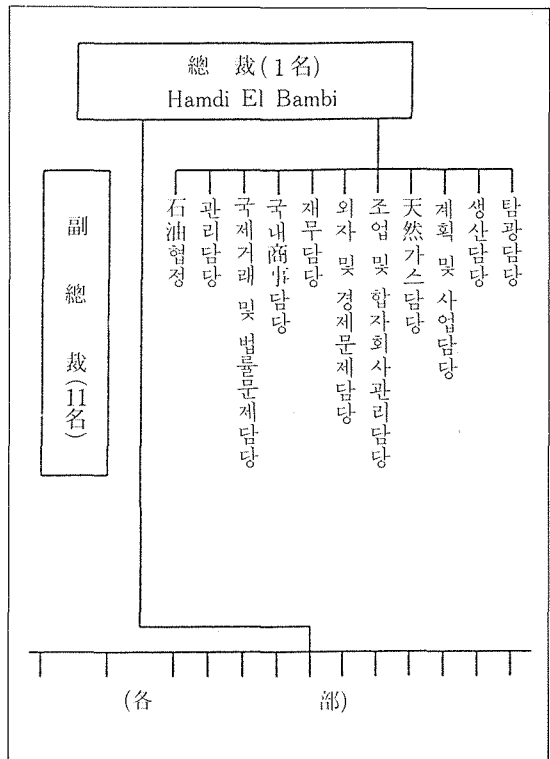 總 裁(1名)
Hamdi El Bambi
副 總 裁(11名)
石油협정
관리담당
국제거래 및 법률문제담당
국내商事담당
재무담당
외자 및 경제문제담당
조업 및 합자회사관리담당
天然가스담당
계획 및 사업담당
생산담당
탐광담당
(各 部)